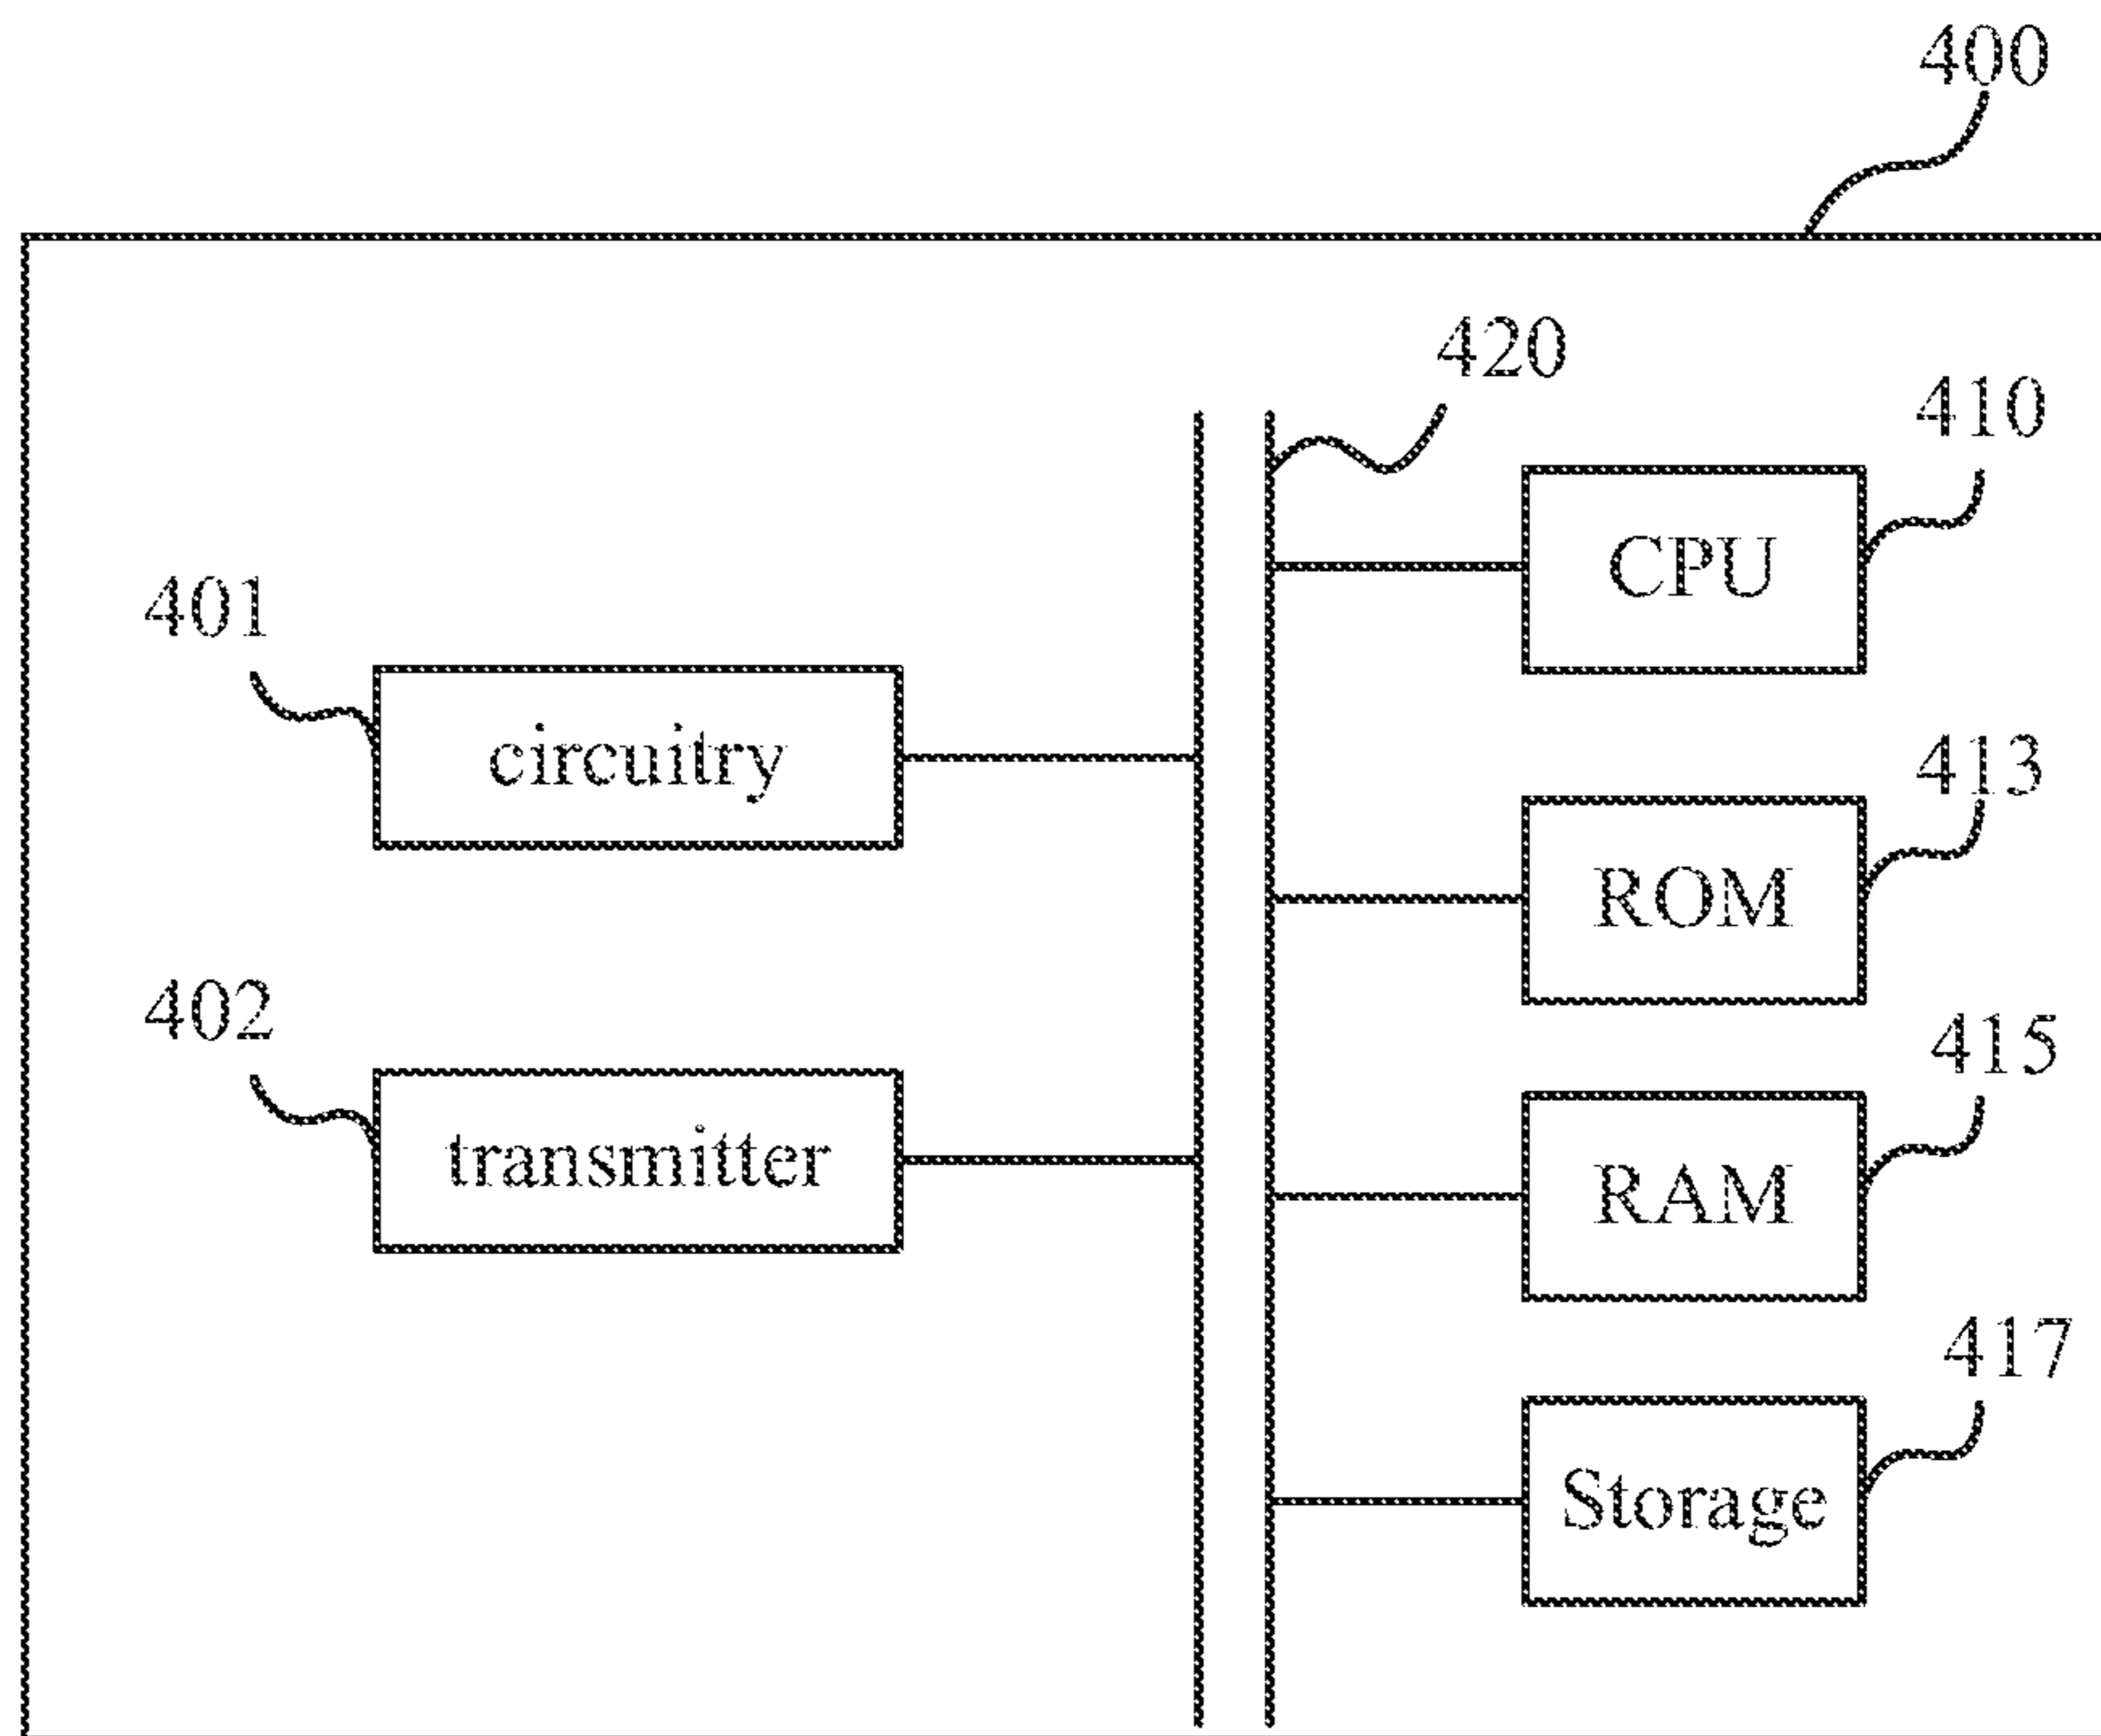 400
420
410
CPU
401
circuitry
413
ROM
402
transmitter
415
RAM
417
Storage